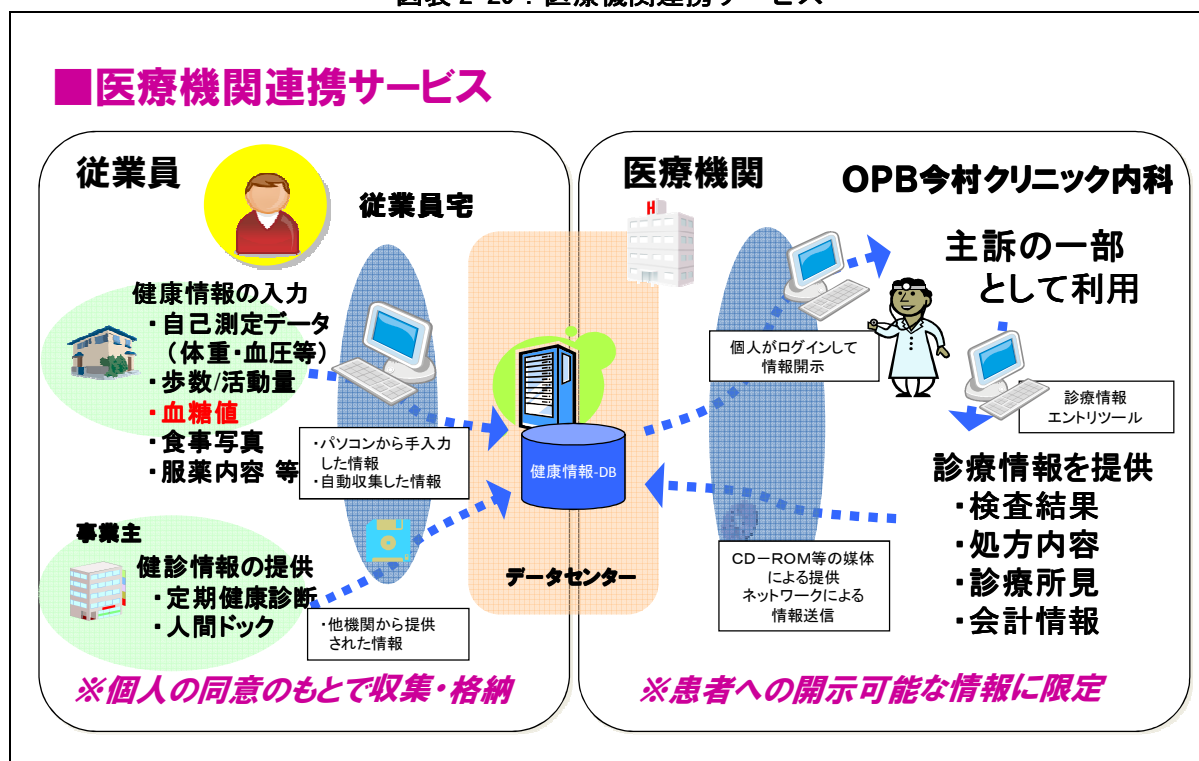 ■医療機関連携サービス
従業員
従業員宅
健康情報の入力
・自己測定データ
（体重・血圧等）
・歩数/活動量
・血糖値
・食事写真
・服薬内容 等
・パソコンから手入力
した情報
・自動収集した情報
事業主
健診情報の提供
・定期健康診断
・人間ドック
・他機関から提供
された情報
※個人の同意のもとで収集・格納
健康情報-DB
データセンター
医療機関
H
OPB今村クリニック内科
主訴の一部
として利用
個人がログインして
情報開示
診療情報
エントリツール
診療情報を提供
・検査結果
・処方内容
・診療所見
・会計情報
CD－ROM等の媒体
による提供
ネットワークによる
情報送信
※患者への開示可能な情報に限定